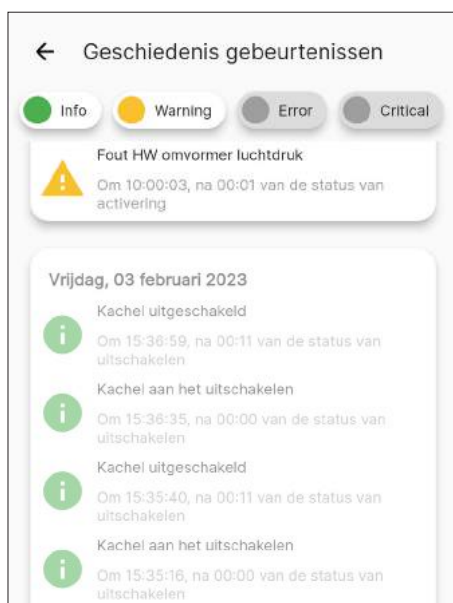 Geschiedenis gebeurtenissen
Info Warning Error Critical
Fout HW omvormer luchtdruk
Om 10:00:03, na 00:01 van de status van
activering
Vrijdag, 03 februari 2023
Kachel uitgeschakeld
Om 15:36:59, na 00:11 van de status van
uitschakelen
Kachel aan het uitschakelen
Om 15:36:35, na 00:00 van de status van
uitschakelen
Kachel uitgeschakeld
Om 15:35:40, na 00:11 van de status van
uitschakelen
Kachel aan het uitschakelen
Om 15:35:16, na 00:00 van de status van
uitschakelen